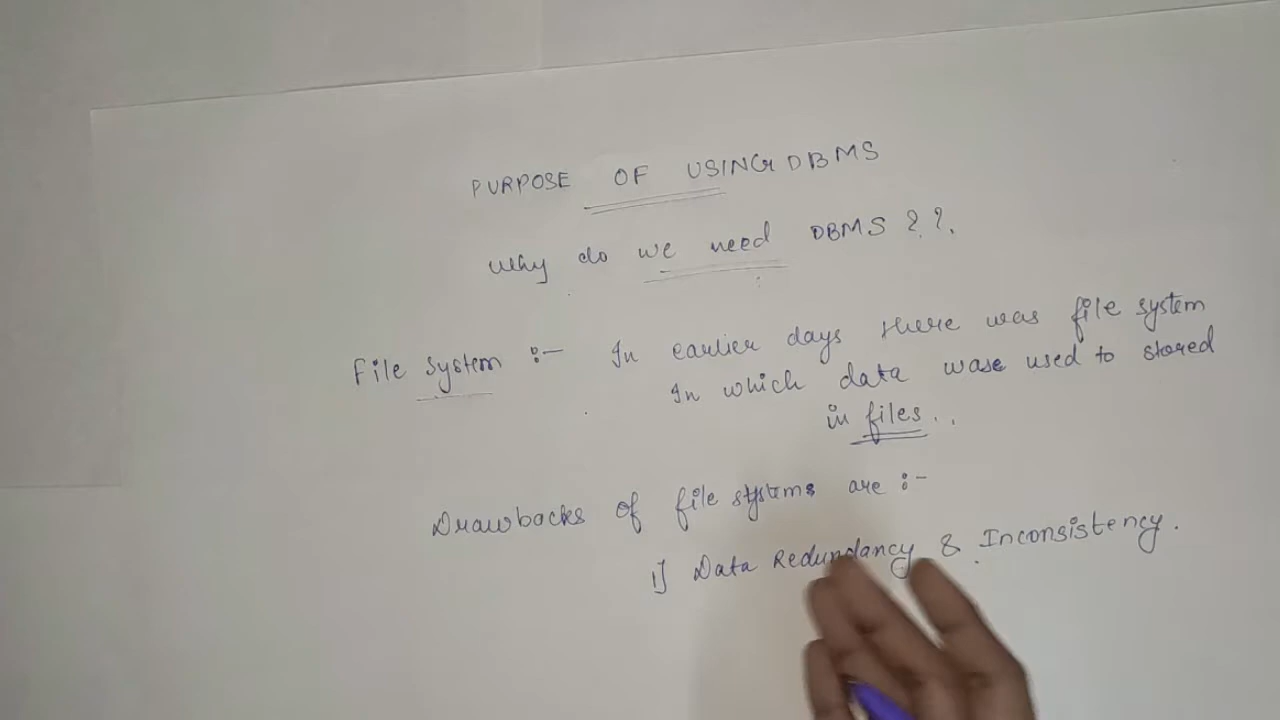 PURPOSE OF USING DBMS
Why do we need DBMS ??.
File System :- In earlier days there was file system
In which data was used to stored
in files..
Drawbacks of file systems are :-
1] Data Redundancy & Inconsistency.